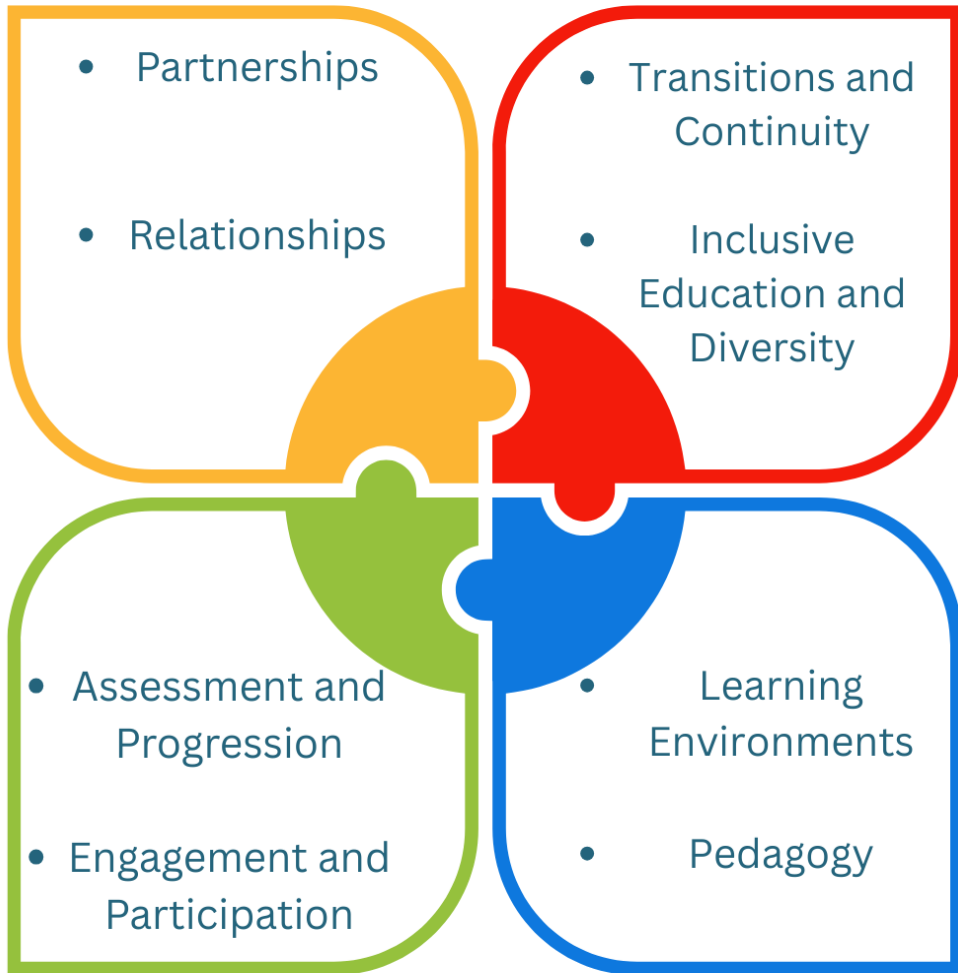 • Partnerships
• Relationships
• Transitions and
Continuity
• Inclusive
Education and
Diversity
• Assessment and
Progression
• Engagement and
Participation
• Learning
Environments
• Pedagogy